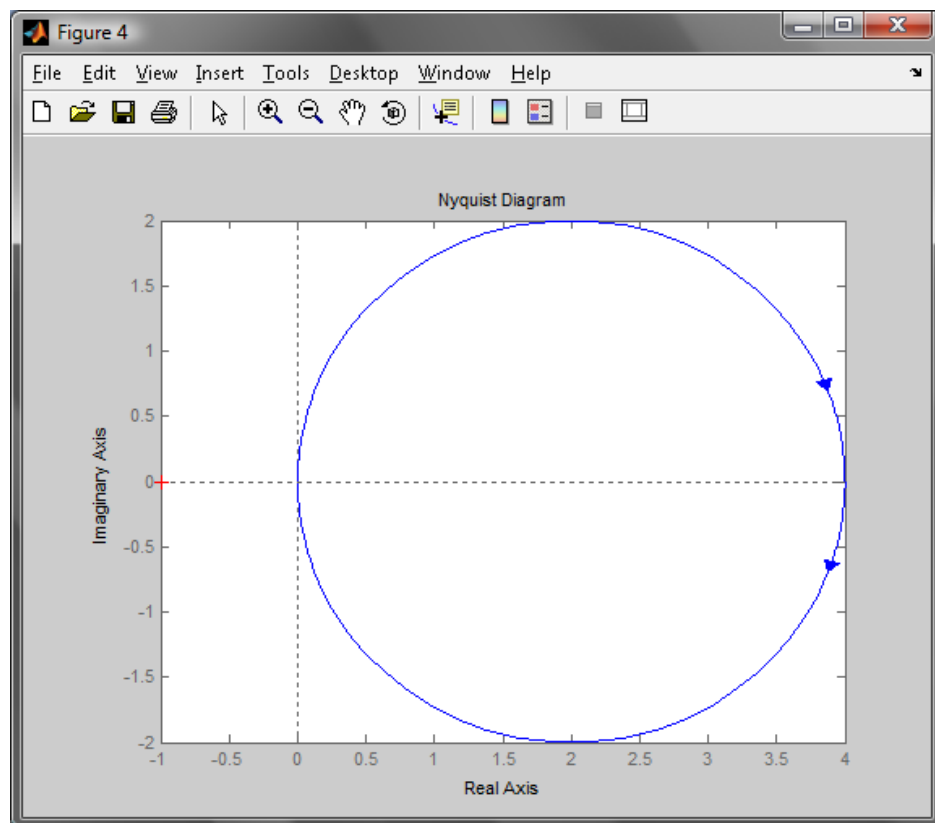 Figure 4
File Edit View Insert Tools Desktop Window Help
Nyquist Diagram
2
1.5
1
0.5
0
-0.5
-1
-1.5
-2
Imaginary Axis
-1 -0.5 0 0.5 1 1.5 2 2.5 3 3.5 4
Real Axis